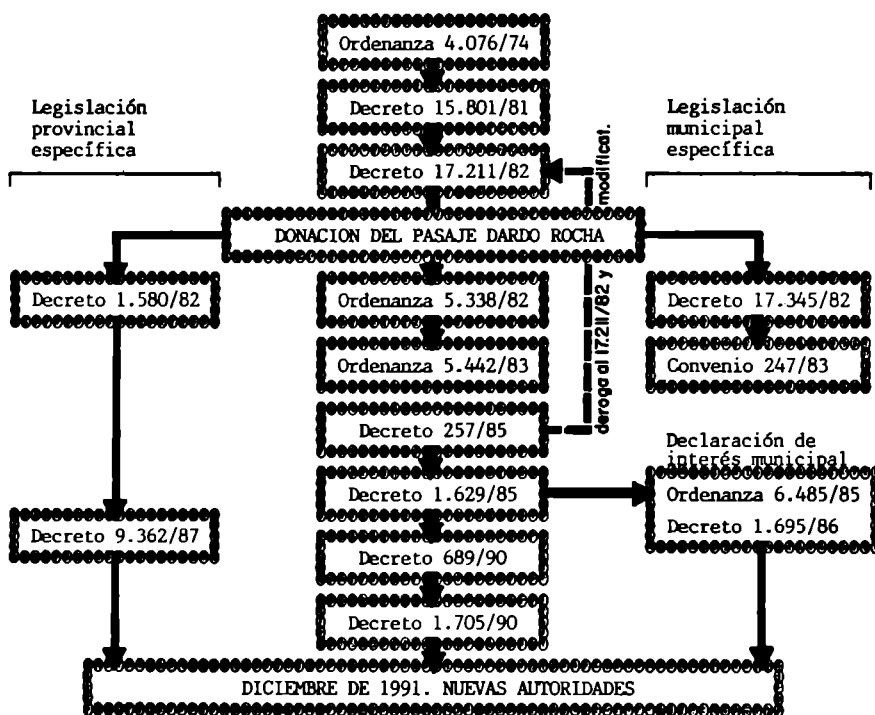 Ordenanza 4.076/74
Decreto 15.801/81
Decreto 17.211/82
Legislación
provincial
específica
Legislación
municipal
específica
modificat.
deroga al 17.211/82 y
DONACION DEL PASAJE DARDO ROCHA
Decreto 1.580/82
Ordenanza 5.338/82
Decreto 17.345/82
Ordenanza 5.442/83
Convenio 247/83
Decreto 257/85
Declaración de
interés municipal
Decreto 1.629/85
Ordenanza 6.485/85
Decreto 1.695/86
Decreto 9.362/87
Decreto 689/90
Decreto 1.705/90
DICIEMBRE DE 1991. NUEVAS AUTORIDADES